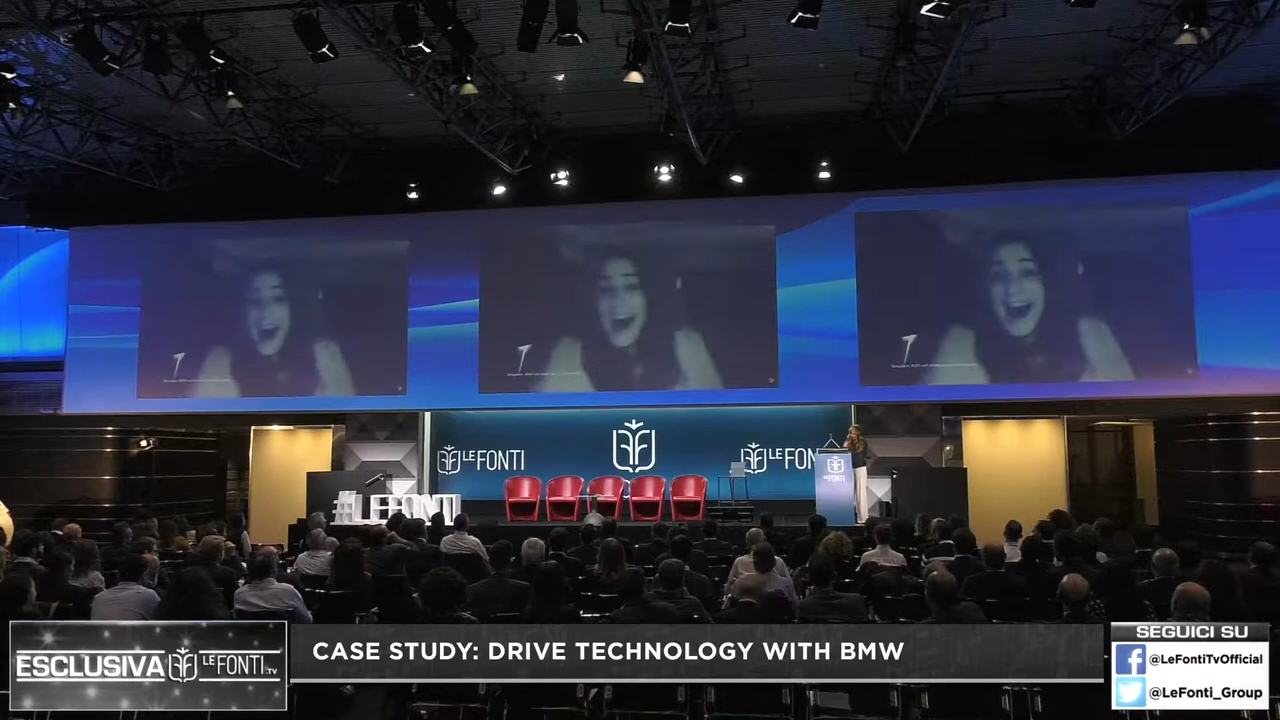 LE FONTI
LE FON
LE FONTI
#LEFONTI
ESCLUSIVA LE FONTI.TV
CASE STUDY: DRIVE TECHNOLOGY WITH BMW
SEGUICI SU
@LeFontiTvOfficial
@LeFonti_Group